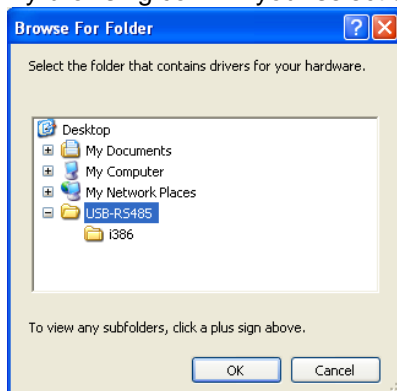 Browse For Folder
Select the folder that contains drivers for your hardware.
Desktop
My Documents
My Computer
My Network Places
USB-RS485
i386
To view any subfolders, click a plus sign above.
OK Cancel